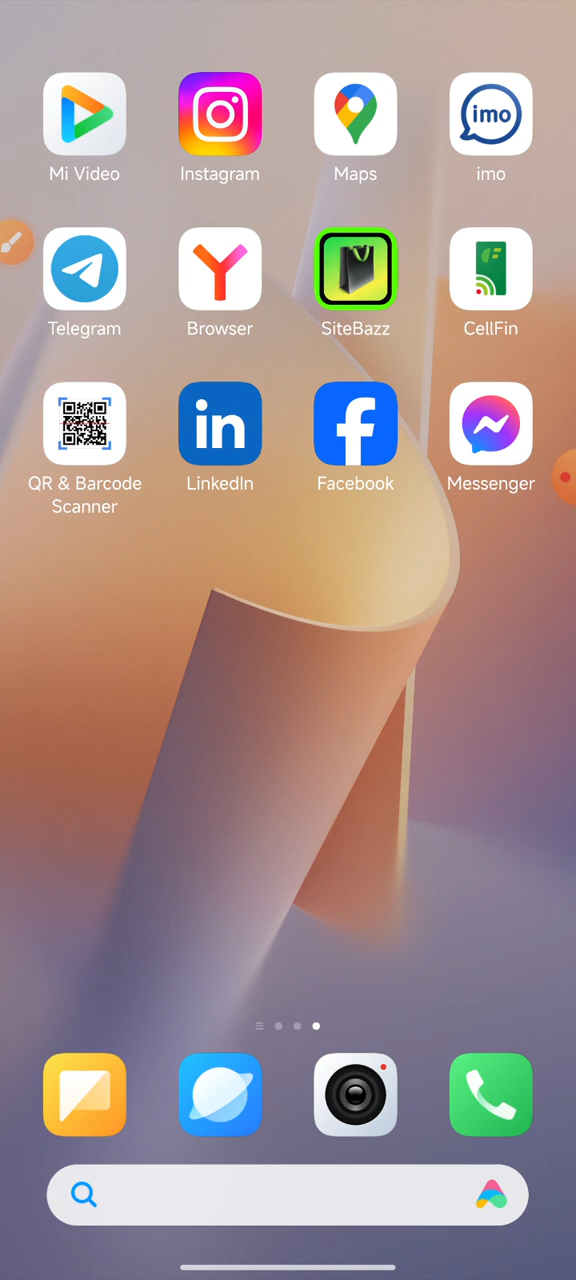 Mi Video
Instagram
Maps
imo
imo
Telegram
Browser
SiteBazz
CellFin
QR & Barcode
Scanner
in
LinkedIn
Facebook
Messenger